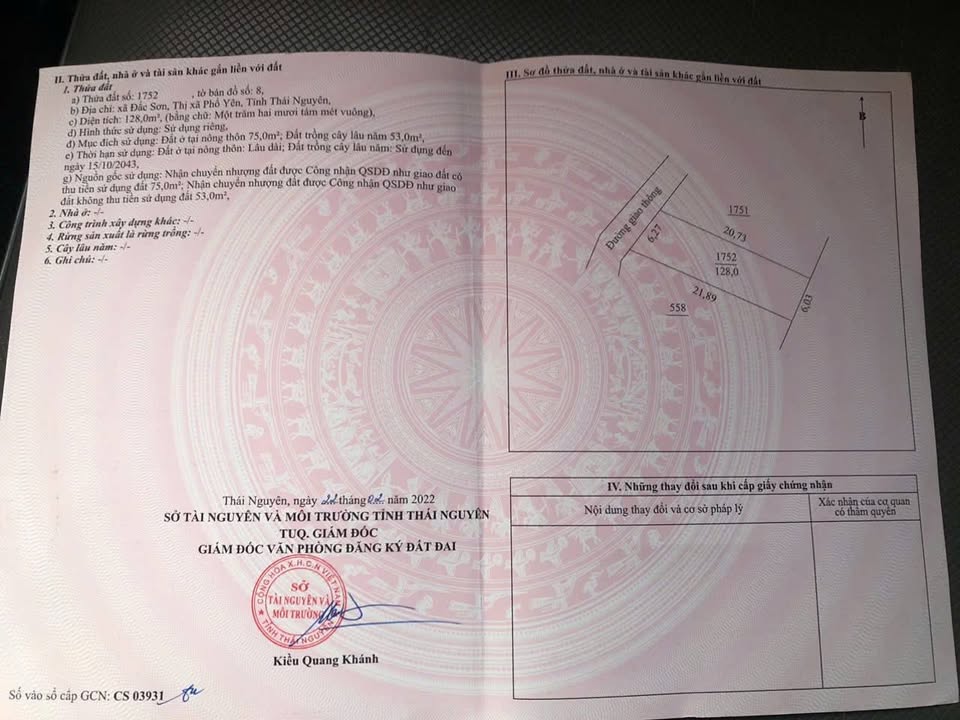 II. Thửa đất, nhà ở và tài sản khác gắn liền với đất
1. Thửa đất
a) Thửa đất số: 1752 , tờ bản đồ số: 8,
b) Địa chỉ: xã Đắc Sơn, Thị xã Phổ Yên, Tỉnh Thái Nguyên,
c) Diện tích: 128,0m², (bằng chữ: Một trăm hai mươi tám mét vuông),
d) Hình thức sử dụng: Sử dụng riêng,
đ) Mục đích sử dụng: Đất ở tại nông thôn 75,0m²; Đất trồng cây lâu năm 53,0m²,
e) Thời hạn sử dụng: Đất ở tại nông thôn: Lâu dài; Đất trồng cây lâu năm: Sử dụng đến
ngày 15/10/2043,
g) Nguồn gốc sử dụng: Nhận chuyển nhượng đất được Công nhận QSDĐ như giao đất có
thu tiền sử dụng đất 75,0m²; Nhận chuyển nhượng đất được Công nhận QSDĐ như giao
đất không thu tiền sử dụng đất 53,0m²,
2. Nhà ở: -/-
3. Công trình xây dựng khác: -/-
4. Rừng sản xuất là rừng trồng: -/-
5. Cây lâu năm: -/-
6. Ghi chú: -/-
Thái Nguyên, ngày 22 tháng 02 năm 2022
SỞ TÀI NGUYÊN VÀ MÔI TRƯỜNG TỈNH THÁI NGUYÊN
TUQ. GIÁM ĐỐC
GIÁM ĐỐC VĂN PHÒNG ĐĂNG KÝ ĐẤT ĐAI
CỘNG HÒA X.H.C.N VIỆT NAM
SỞ
TÀI NGUYÊN VÀ
MÔI TRƯỜNG
TỈNH THÁI NGUYÊN
Kiều Quang Khánh
Số vào sổ cấp GCN: CS 03931
III. Sơ đồ thửa đất, nhà ở và tài sản khác gắn liền với đất
B
Đường giao thông
6,27
1751
20,73
1752
128,0
21,89
558
6,03
IV. Những thay đổi sau khi cấp giấy chứng nhận
Nội dung thay đổi và cơ sở pháp lý
Xác nhận của cơ quan
có thẩm quyền